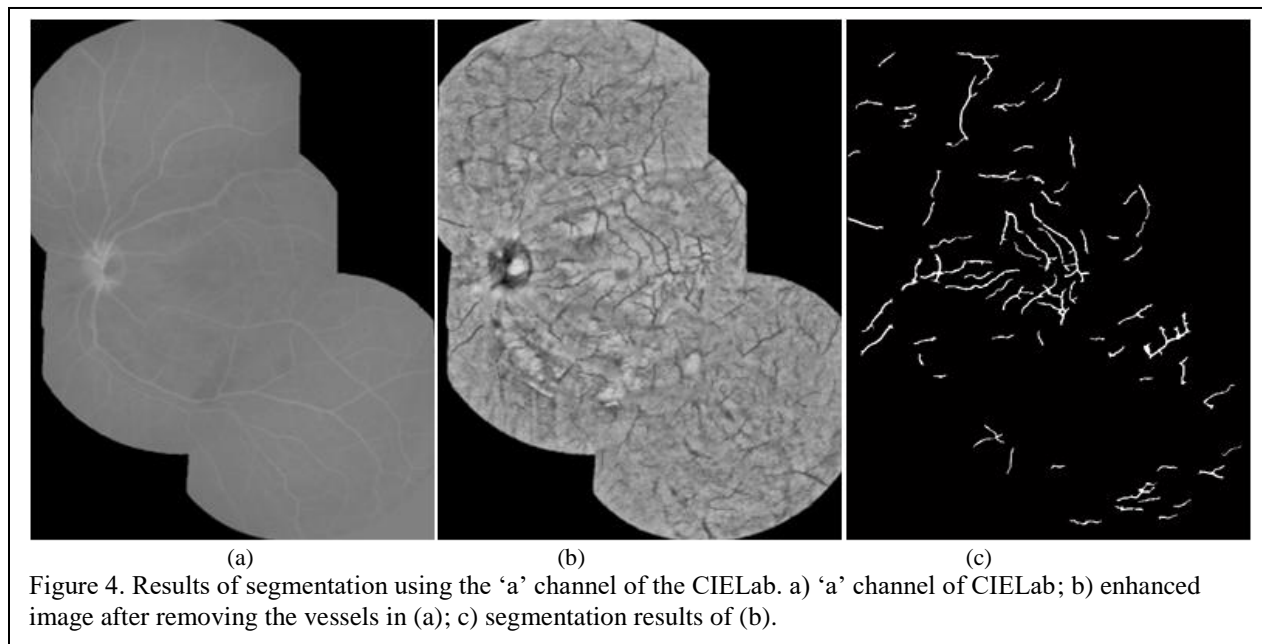 (a) (b) (c)
Figure 4. Results of segmentation using the ‘a’ channel of the CIELab. a) ‘a’ channel of CIELab; b) enhanced
image after removing the vessels in (a); c) segmentation results of (b).